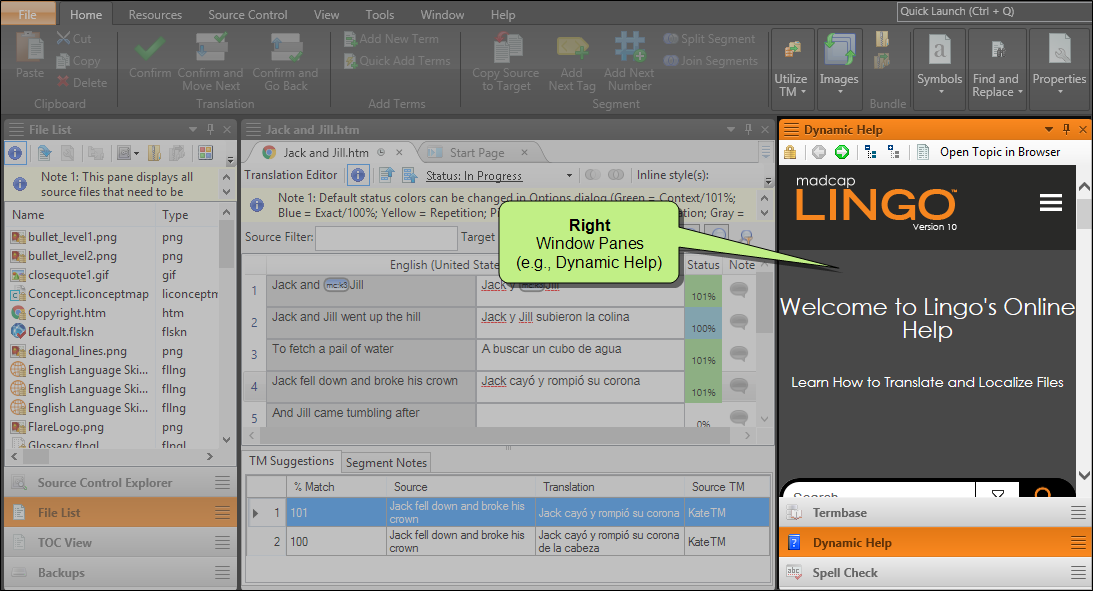 File Home Resources Source Control View Tools Window Help
Quick Launch (Ctrl + Q)
Paste
Cut
Copy
Delete
Clipboard
Confirm
Confirm and
Move Next
Confirm and
Go Back
Translation
Add New Term
Quick Add Terms
Add Terms
Copy Source
to Target
Add
Next Tag
Add Next
Number
Split Segment
Join Segments
Segment
Utilize
TM
Images
Bundle
Symbols
Find and
Replace
Properties
File List
Note 1: This pane displays all
source files that need to be
Name Type
bullet_level1.png png
bullet_level2.png png
closequote1.gif gif
Concept.liconceptmap liconceptm
Copyright.htm htm
Default.flskn flskn
diagonal_lines.png png
English Language Ski... fllng
English Language Ski... fllng
English Language Ski... fllng
FlareLogo.png png
Glossary.flngl flngl
Source Control Explorer
File List
TOC View
Backups
Jack and Jill.htm
Jack and Jill.htm
Start Page
Translation Editor
Status: In Progress
Inline style(s):
Note 1: Default status colors can be changed in Options dialog (Green = Context/101%;
Blue = Exact/100%; Yellow = Repetition;
Gray =
Source Filter:
Target
English (United State
Status Note
1 Jack and mc:k3 Jill Jack y Jill 101%
2 Jack and Jill went up the hill Jack y Jill subieron la colina 100%
3 To fetch a pail of water A buscar un cubo de agua 101%
4 Jack fell down and broke his crown Jack cayó y rompió su corona 101%
5 And Jill came tumbling after 0%
Right
Window Panes
(e.g., Dynamic Help)
TM Suggestions Segment Notes
% Match Source Translation Source TM
1 101 Jack fell down and broke his
crown Jack cayó y rompió su corona KateTM
2 100 Jack fell down and broke his
crown Jack cayó y rompió su corona
de la cabeza KateTM
Dynamic Help
Open Topic in Browser
madcap
LINGO™
Version 10
Welcome to Lingo's Online
Help
Learn How to Translate and Localize Files
Search
Termbase
Dynamic Help
Spell Check